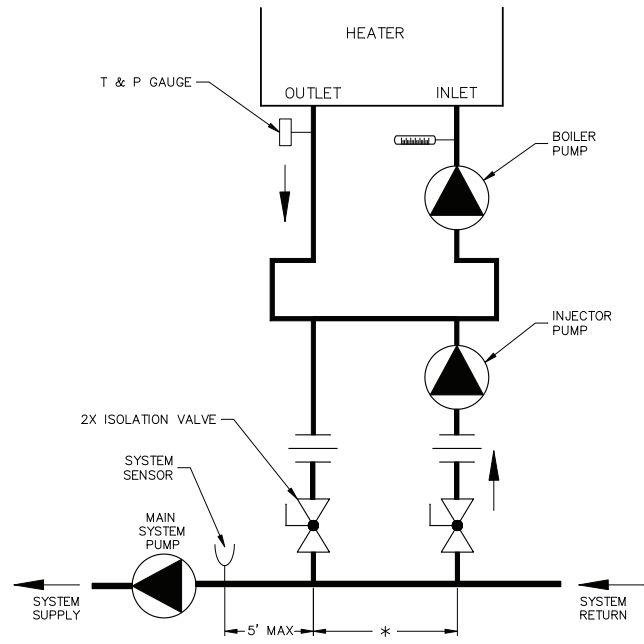 HEATER
T & P GAUGE
OUTLET
INLET
BOILER
PUMP
INJECTOR
PUMP
2X ISOLATION VALVE
SYSTEM
SENSOR
MAIN
SYSTEM
PUMP
SYSTEM
SUPPLY
5' MAX
*
SYSTEM
RETURN